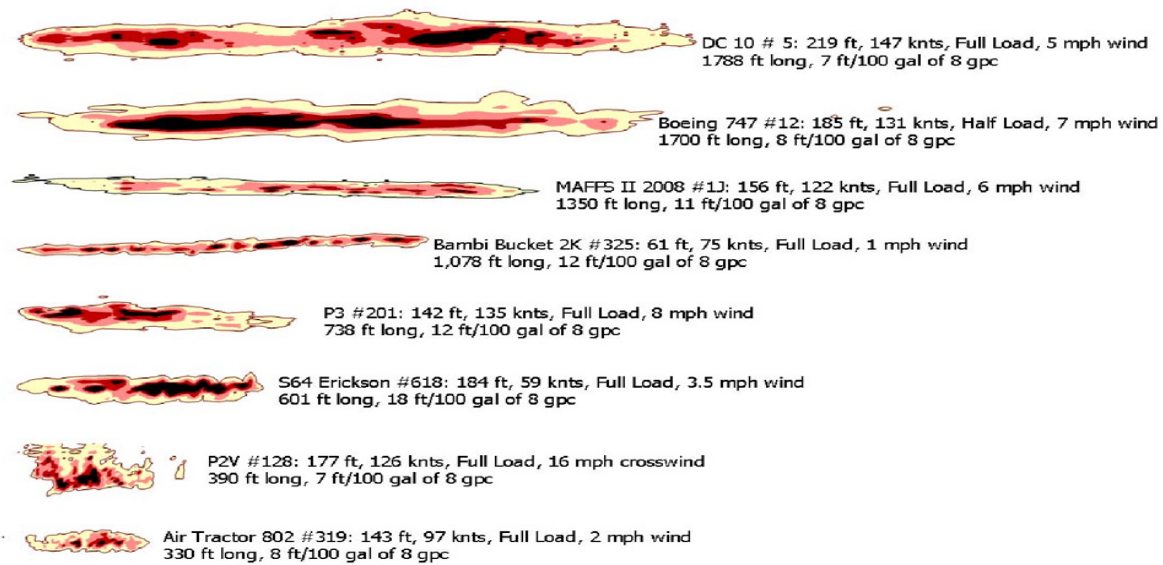 DC 10 # 5: 219 ft, 147 knts, Full Load, 5 mph wind
1788 ft long, 7 ft/100 gal of 8 gpc
Boeing 747 #12: 185 ft, 131 knts, Half Load, 7 mph wind
1700 ft long, 8 ft/100 gal of 8 gpc
MAFFS II 2008 #1J: 156 ft, 122 knts, Full Load, 6 mph wind
1350 ft long, 11 ft/100 gal of 8 gpc
Bambi Bucket 2K #325: 61 ft, 75 knts, Full Load, 1 mph wind
1,078 ft long, 12 ft/100 gal of 8 gpc
P3 #201: 142 ft, 135 knts, Full Load, 8 mph wind
738 ft long, 12 ft/100 gal of 8 gpc
S64 Erickson #618: 184 ft, 59 knts, Full Load, 3.5 mph wind
601 ft long, 18 ft/100 gal of 8 gpc
P2V #128: 177 ft, 126 knts, Full Load, 16 mph crosswind
390 ft long, 7 ft/100 gal of 8 gpc
Air Tractor 802 #319: 143 ft, 97 knts, Full Load, 2 mph wind
330 ft long, 8 ft/100 gal of 8 gpc